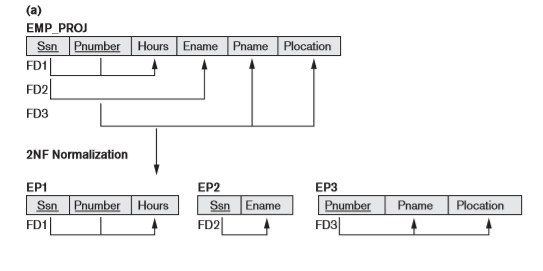 (a)
EMP_PROJ
Ssn Pnumber Hours Ename Pname Plocation
FD1
FD2
FD3
2NF Normalization
EP1 EP2 EP3
Ssn Pnumber Hours Ssn Ename Pnumber Pname Plocation
FD1 FD2 FD3